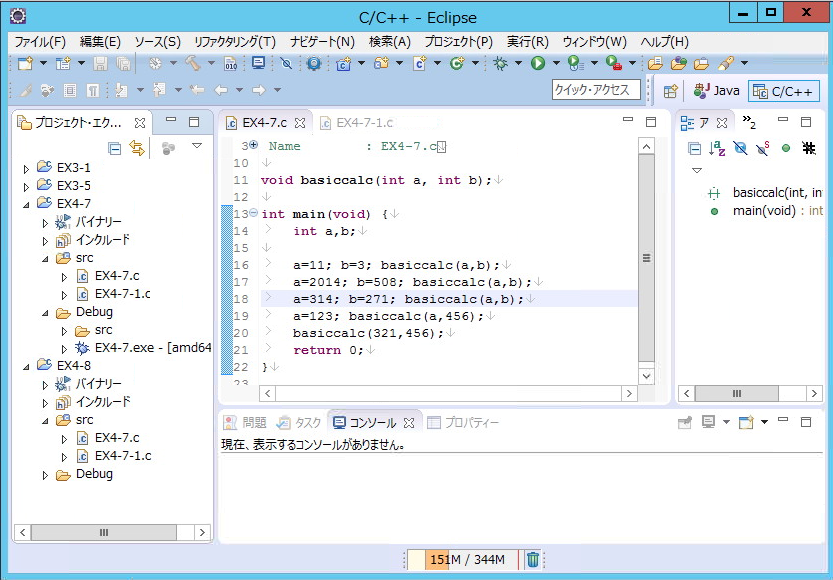 C/C++ - Eclipse
ファイル(F) 編集(E) ソース(S) リファクタリング(T) ナビゲート(N) 検索(A) プロジェクト(P) 実行(R) ウィンドウ(W) ヘルプ(H)
クイック・アクセス Java C/C++
プロジェクト・エク...
EX3-1
EX3-5
EX4-7
バイナリー
インクルード
src
EX4-7.c
EX4-7-1.c
Debug
src
EX4-7.exe - [amd64
EX4-8
バイナリー
インクルード
src
EX4-7.c
EX4-7-1.c
Debug
EX4-7.c EX4-7-1.c
3 Name : EX4-7.c
10
11 void basiccalc(int a, int b);
12
13 int main(void) {
14 int a,b;
15
16 a=11; b=3; basiccalc(a,b);
17 a=2014; b=508; basiccalc(a,b);
18 a=314; b=271; basiccalc(a,b);
19 a=123; basiccalc(a,456);
20 basiccalc(321,456);
21 return 0;
22 }
23
ア 2
basiccalc(int, in
main(void) : int
問題 タスク コンソール プロパティー
現在、表示するコンソールがありません。
151M / 344M